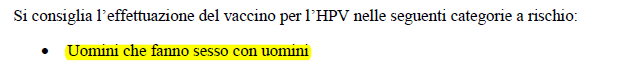 Si consiglia l’effettuazione del vaccino per l’HPV nelle seguenti categorie a rischio:
• Uomini che fanno sesso con uomini